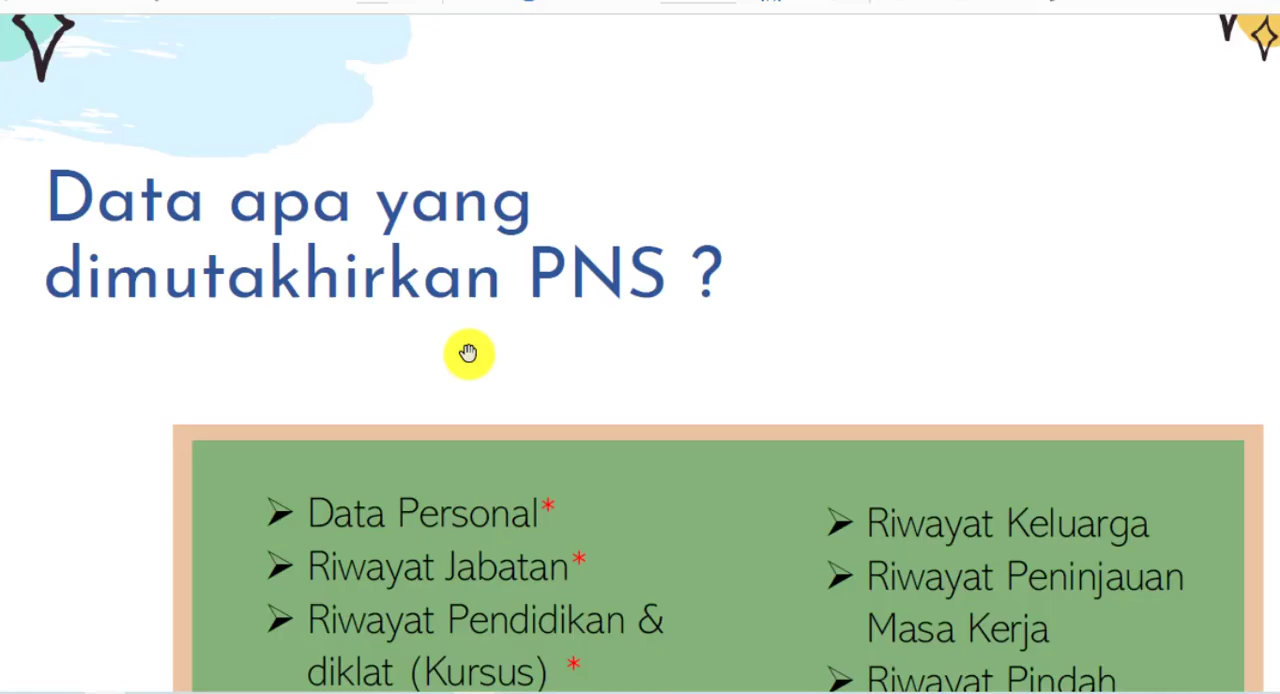 Data apa yang
dimutakhirkan PNS ?
Data Personal*
Riwayat Jabatan*
Riwayat Pendidikan &
diklat (Kursus) *
Riwayat Keluarga
Riwayat Peninjauan
Masa Kerja
Riwayat Pindah